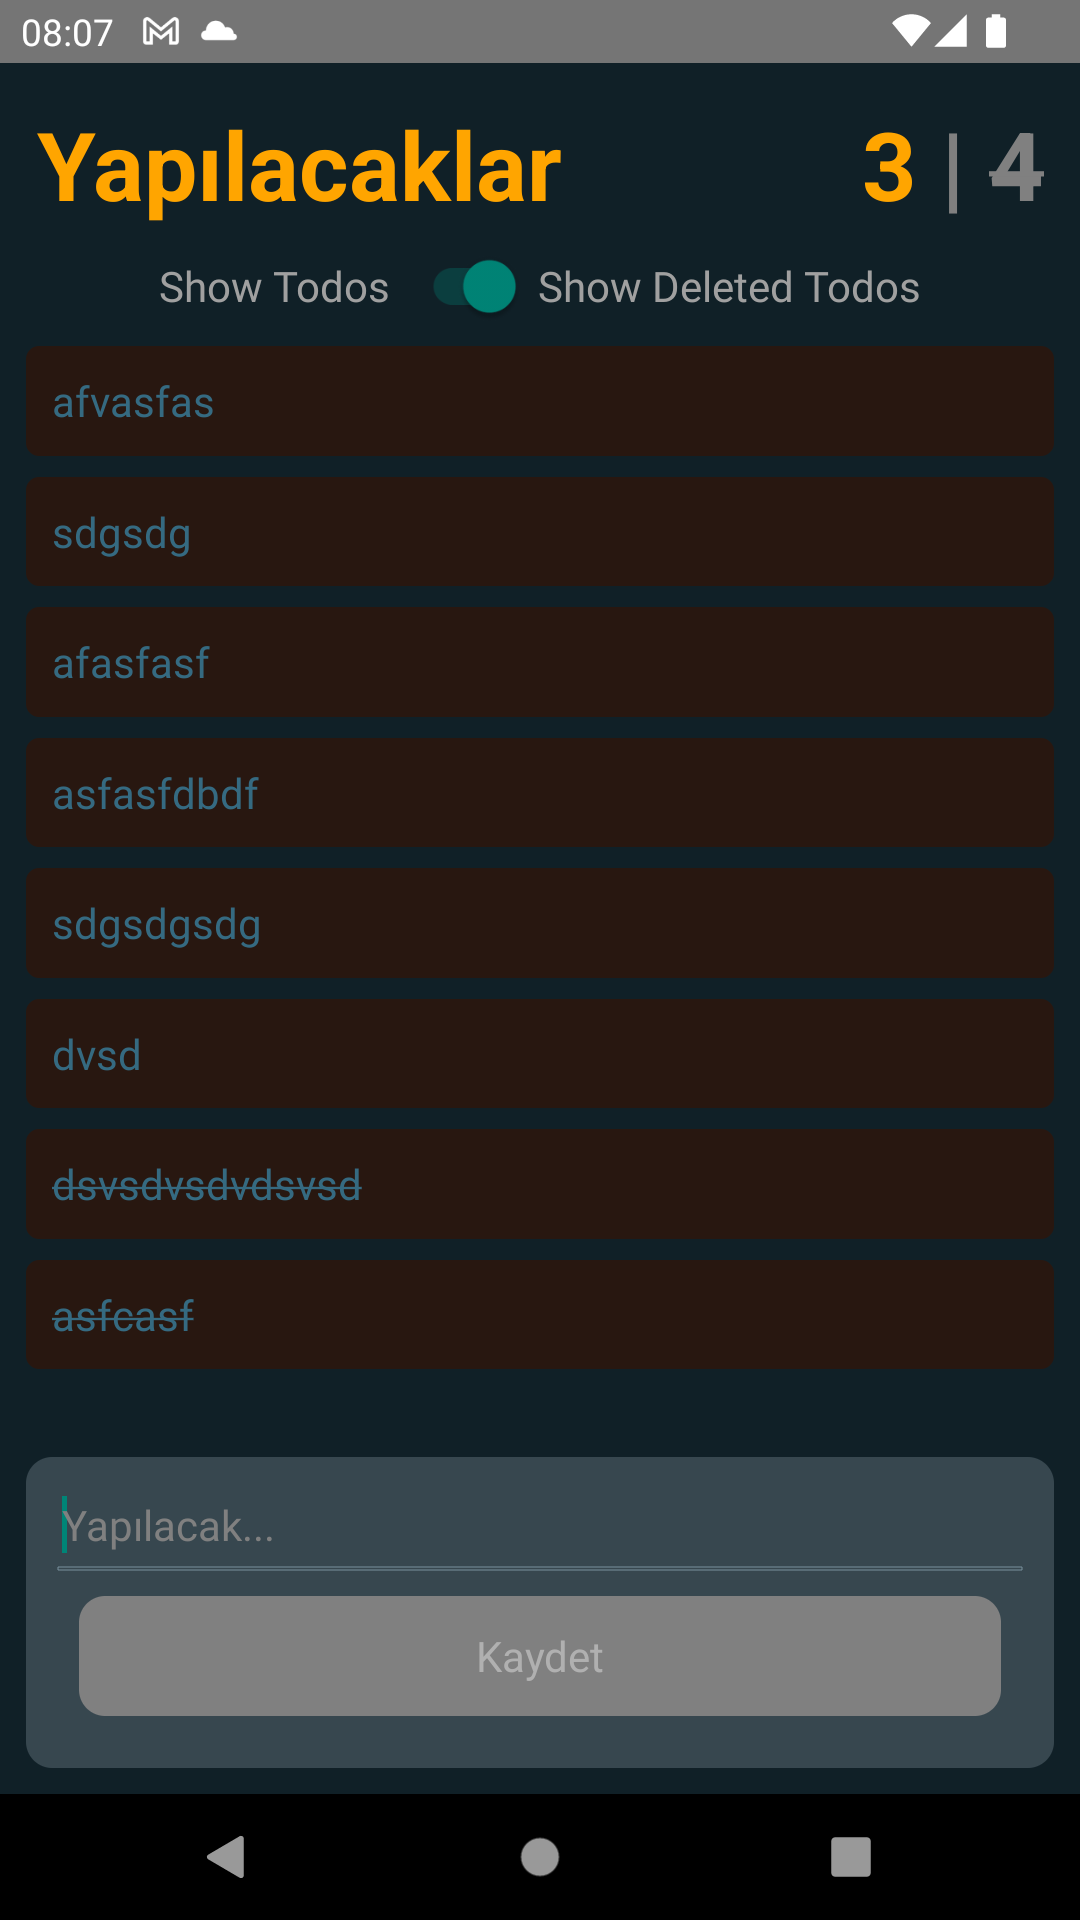 08:07
Yapılacaklar 3 | 4
Show Todos Show Deleted Todos
afvasfas
sdgsdg
afasfasf
asfasfdbdf
sdgsdgsdg
dvsd
dsvsdvsdvdsvsd
asfcasf
Yapılacak...
Kaydet